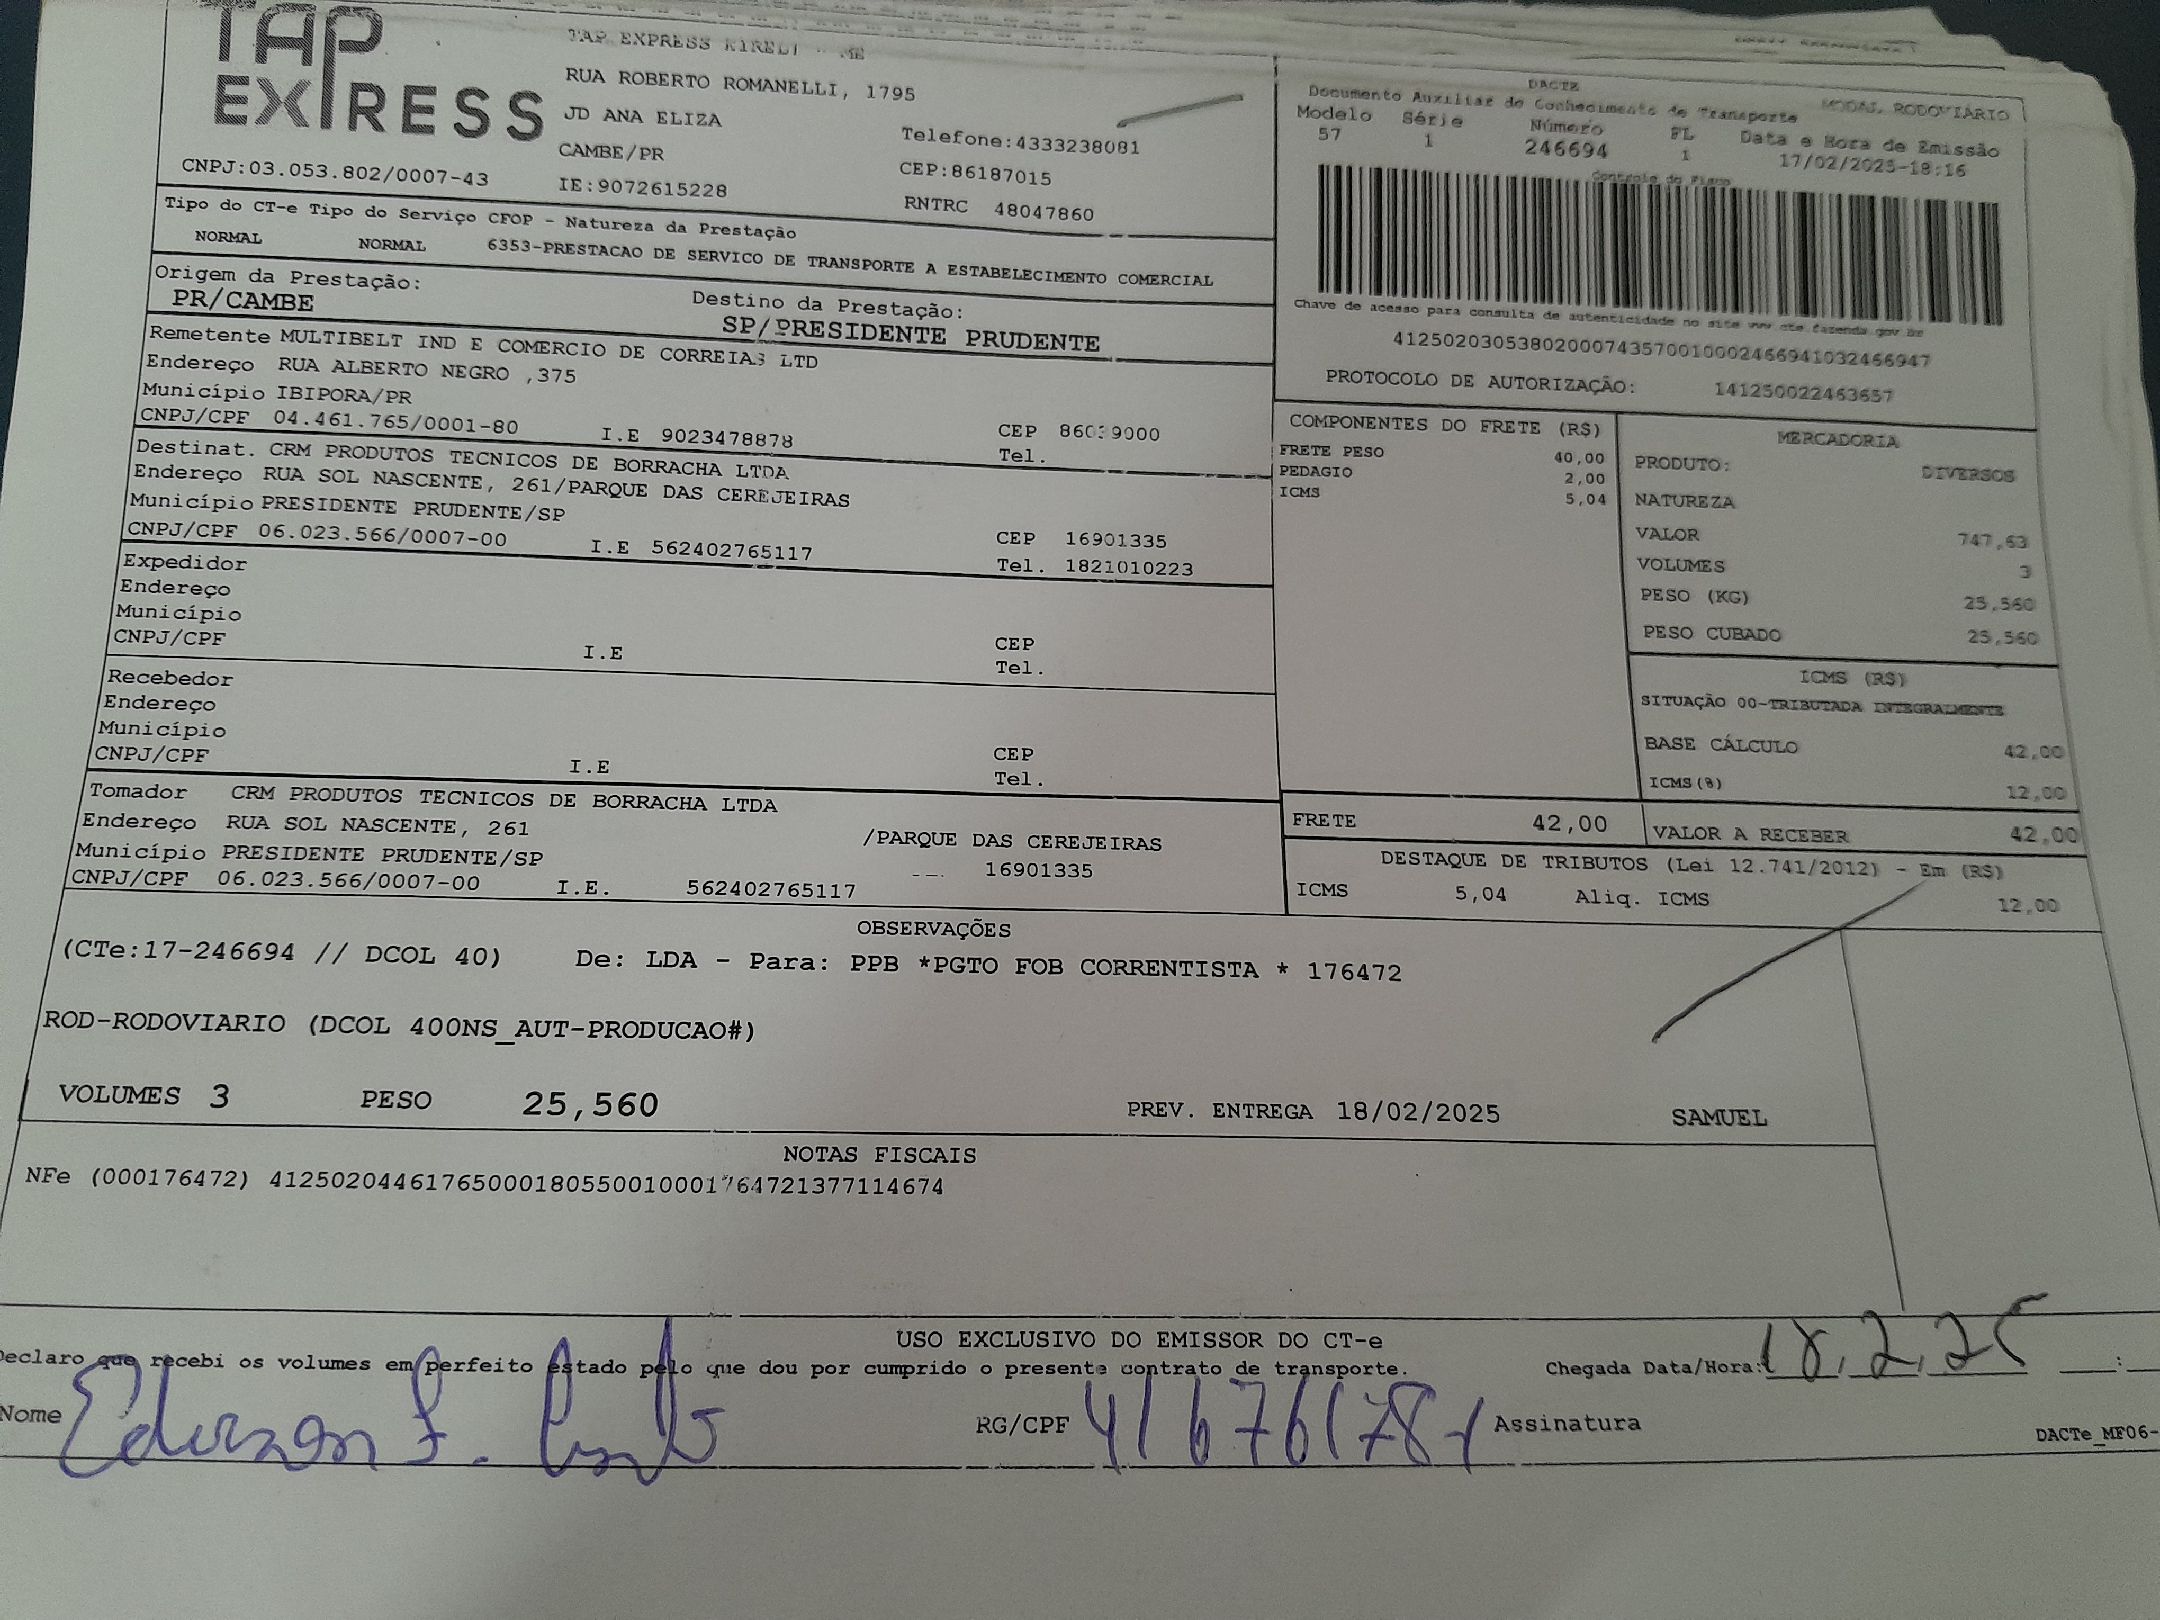 TAP EXPRESS
TAP EXPRESS EIRELI - ME
RUA ROBERTO ROMANELLI, 1795
JD ANA ELIZA
Telefone:4333238081
CAMBE/PR
CEP:86187015
CNPJ:03.053.802/0007-43
IE:9072615228
RNTRC 48047860
DACTE
Documento Auxiliar do Conhecimento de Transporte
MODAL RODOVIARIO
Modelo Série Número FL Data e Hora de Emissão
57 1 246694 1 17/02/2025-18:16
Controle do Fisco
Chave de acesso para consulta de autenticidade no site www.cte.fazenda.gov.br
41250203053802000743570010002466941032466947
PROTOCOLO DE AUTORIZAÇÃO: 141250022463657
Tipo do CT-e Tipo do Serviço CFOP - Natureza da Prestação
NORMAL NORMAL 6353-PRESTACAO DE SERVICO DE TRANSPORTE A ESTABELECIMENTO COMERCIAL
Origem da Prestação:
PR/CAMBE
Destino da Prestação:
SP/PRESIDENTE PRUDENTE
Remetente MULTIBELT IND E COMERCIO DE CORREIAS LTD
Endereço RUA ALBERTO NEGRO ,375
Município IBIPORA/PR
CNPJ/CPF 04.461.765/0001-80 I.E 9023478878
CEP 86039000
Tel.
Destinat. CRM PRODUTOS TECNICOS DE BORRACHA LTDA
Endereço RUA SOL NASCENTE, 261/PARQUE DAS CEREJEIRAS
Município PRESIDENTE PRUDENTE/SP
CNPJ/CPF 06.023.566/0007-00 I.E 562402765117
CEP 16901335
Tel. 1821010223
Expedidor
Endereço
Município
CNPJ/CPF I.E
CEP
Tel.
Recebedor
Endereço
Município
CNPJ/CPF I.E
CEP
Tel.
Tomador CRM PRODUTOS TECNICOS DE BORRACHA LTDA
Endereço RUA SOL NASCENTE, 261 /PARQUE DAS CEREJEIRAS
Município PRESIDENTE PRUDENTE/SP 16901335
CNPJ/CPF 06.023.566/0007-00 I.E. 562402765117
COMPONENTES DO FRETE (R$)
FRETE PESO 40,00
PEDAGIO 2,00
ICMS 5,04
MERCADORIA
PRODUTO: DIVERSOS
NATUREZA
VALOR 747,63
VOLUMES 3
PESO (KG) 25,560
PESO CUBADO 25,560
ICMS (R$)
SITUAÇÃO 00-TRIBUTADA INTEGRALMENTE
BASE CÁLCULO 42,00
ICMS(%) 12,00
FRETE 42,00
VALOR A RECEBER 42,00
DESTAQUE DE TRIBUTOS (Lei 12.741/2012) - Em (R$)
ICMS 5,04 Aliq. ICMS 12,00
OBSERVAÇÕES
(CTe:17-246694 // DCOL 40) De: LDA - Para: PPB *PGTO FOB CORRENTISTA * 176472
ROD-RODOVIARIO (DCOL 400NS_AUT-PRODUCAO#)
VOLUMES 3 PESO 25,560 PREV. ENTREGA 18/02/2025 SAMUEL
NOTAS FISCAIS
NFe (000176472) 41250204461765000180550010001764721377114674
USO EXCLUSIVO DO EMISSOR DO CT-e
Declaro que recebi os volumes em perfeito estado pelo que dou por cumprido o presente contrato de transporte.
Chegada Data/Hora: 18,2,25 :
Nome
RG/CPF Assinatura
DACTe_MF06-